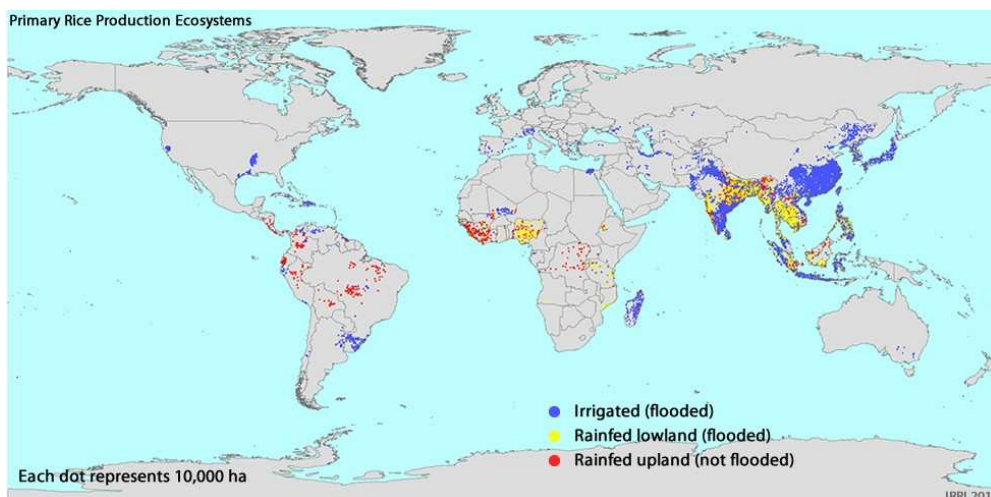 Primary Rice Production Ecosystems
Irrigated (flooded)
Rainfed lowland (flooded)
Rainfed upland (not flooded)
Each dot represents 10,000 ha
IRRI